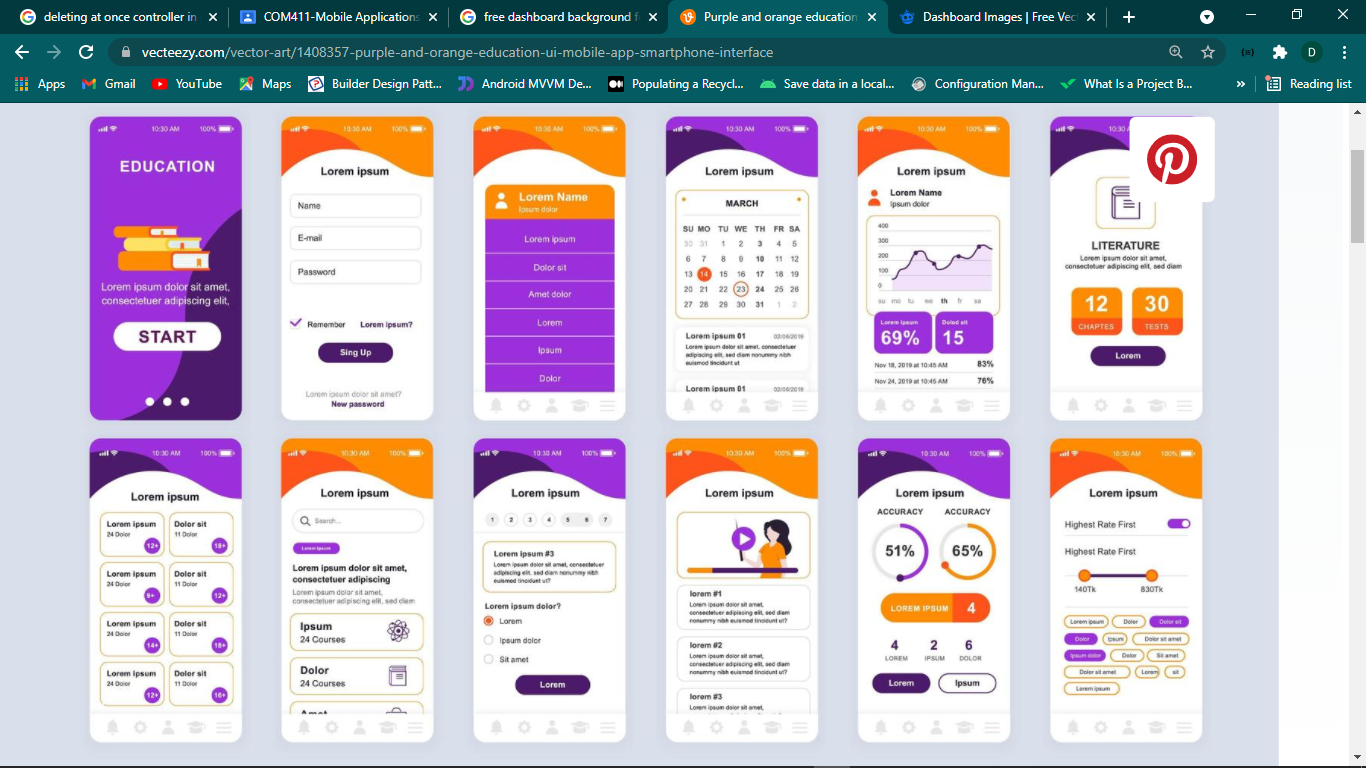 deleting at once controller in
COM411-Mobile Applications
free dashboard background f
Purple and orange education
Dashboard Images | Free Vec
vecteezy.com/vector-art/1408357-purple-and-orange-education-ui-mobile-app-smartphone-interface
D
Apps
Gmail
YouTube
Maps
Builder Design Patt...
Android MVVM De...
Populating a Recycl...
Save data in a local...
Configuration Man...
What Is a Project B...
»
Reading list
10:30 AM 100%
EDUCATION
Lorem ipsum dolor sit amet,
consectetuer adipiscing elit,
START
10:30 AM 100%
Lorem ipsum
Name
E-mail
Password
Remember Lorem ipsum?
Sing Up
Lorem ipsum dolor sit amet?
New password
10:30 AM 100%
Lorem Name
Ipsum dolor
Lorem ipsum
Dolor sit
Amet dolor
Lorem
Ipsum
Dolor
10:30 AM 100%
Lorem ipsum
MARCH
SU MO TU WE TH FR SA
30 31 1 2 3 4 5
6 7 8 9 10 11 12
13 14 15 16 17 18 19
20 21 22 23 24 25 26
27 28 29 30 31 1 2
Lorem ipsum 01 02/06/2019
Lorem ipsum dolor sit amet, consectetuer
adipiscing elit, sed diam nonummy nibh
euismod tincidunt ut
Lorem ipsum 01 02/06/2019
10:30 AM 100%
Lorem ipsum
Lorem Name
Ipsum dolor
400
300
200
100
0
su mo tu we th fr sa
Lorem ipsum
69%
Dolod sit
15
Nov 18, 2019 at 10:45 AM 83%
Nov 24, 2019 at 10:45 AM 76%
10:30 AM
LITERATURE
Lorem ipsum dolor sit amet,
consectetuer adipiscing elit, sed diam
12
CHAPTES
30
TESTS
Lorem
10:30 AM 100%
Lorem ipsum
Lorem ipsum
24 Dolor
12+
Dolor sit
11 Dolor
18+
Lorem ipsum
24 Dolor
9+
Dolor sit
11 Dolor
12+
Lorem ipsum
24 Dolor
14+
Dolor sit
11 Dolor
18+
Lorem ipsum
24 Dolor
12+
Dolor sit
11 Dolor
16+
10:30 AM 100%
Lorem ipsum
Search...
Lorem ipsum
Lorem ipsum dolor sit amet,
consectetuer adipiscing
Lorem ipsum dolor sit amet,
consectetuer adipiscing elit, sed diam
Ipsum
24 Courses
Dolor
24 Courses
Amet
10:30 AM 100%
Lorem ipsum
1 2 3 4 5 6 7
Lorem ipsum #3
Lorem ipsum dolor sit amet, consectetuer
adipiscing elit, sed diam nonummy nibh
euismod tincidunt ut?
Lorem ipsum dolor?
Lorem
Ipsum dolor
Sit amet
Lorem
10:30 AM 100%
Lorem ipsum
lorem #1
Lorem ipsum dolor sit amet,
consectetuer adipiscing elit, sed diam
nonummy nibh euismod tincidunt ut?
lorem #2
Lorem ipsum dolor sit amet,
consectetuer adipiscing elit, sed diam
nonummy nibh euismod tincidunt ut?
lorem #3
Lorem ipsum dolor sit amet,
10:30 AM 100%
Lorem ipsum
ACCURACY ACCURACY
51% 65%
LOREM IPSUM 4
4 2 6
LOREM IPSUM DOLOR
Lorem Ipsum
10:30 AM 100%
Lorem ipsum
Highest Rate First
Highest Rate First
140Tk 830Tk
Lorem ipsum Dolor Dolor sit
Dolor Ipsum Dolor sit amet
Ipsum dolor Dolor Sit amet
Dolor sit amet Lorem sit
Lorem ipsum